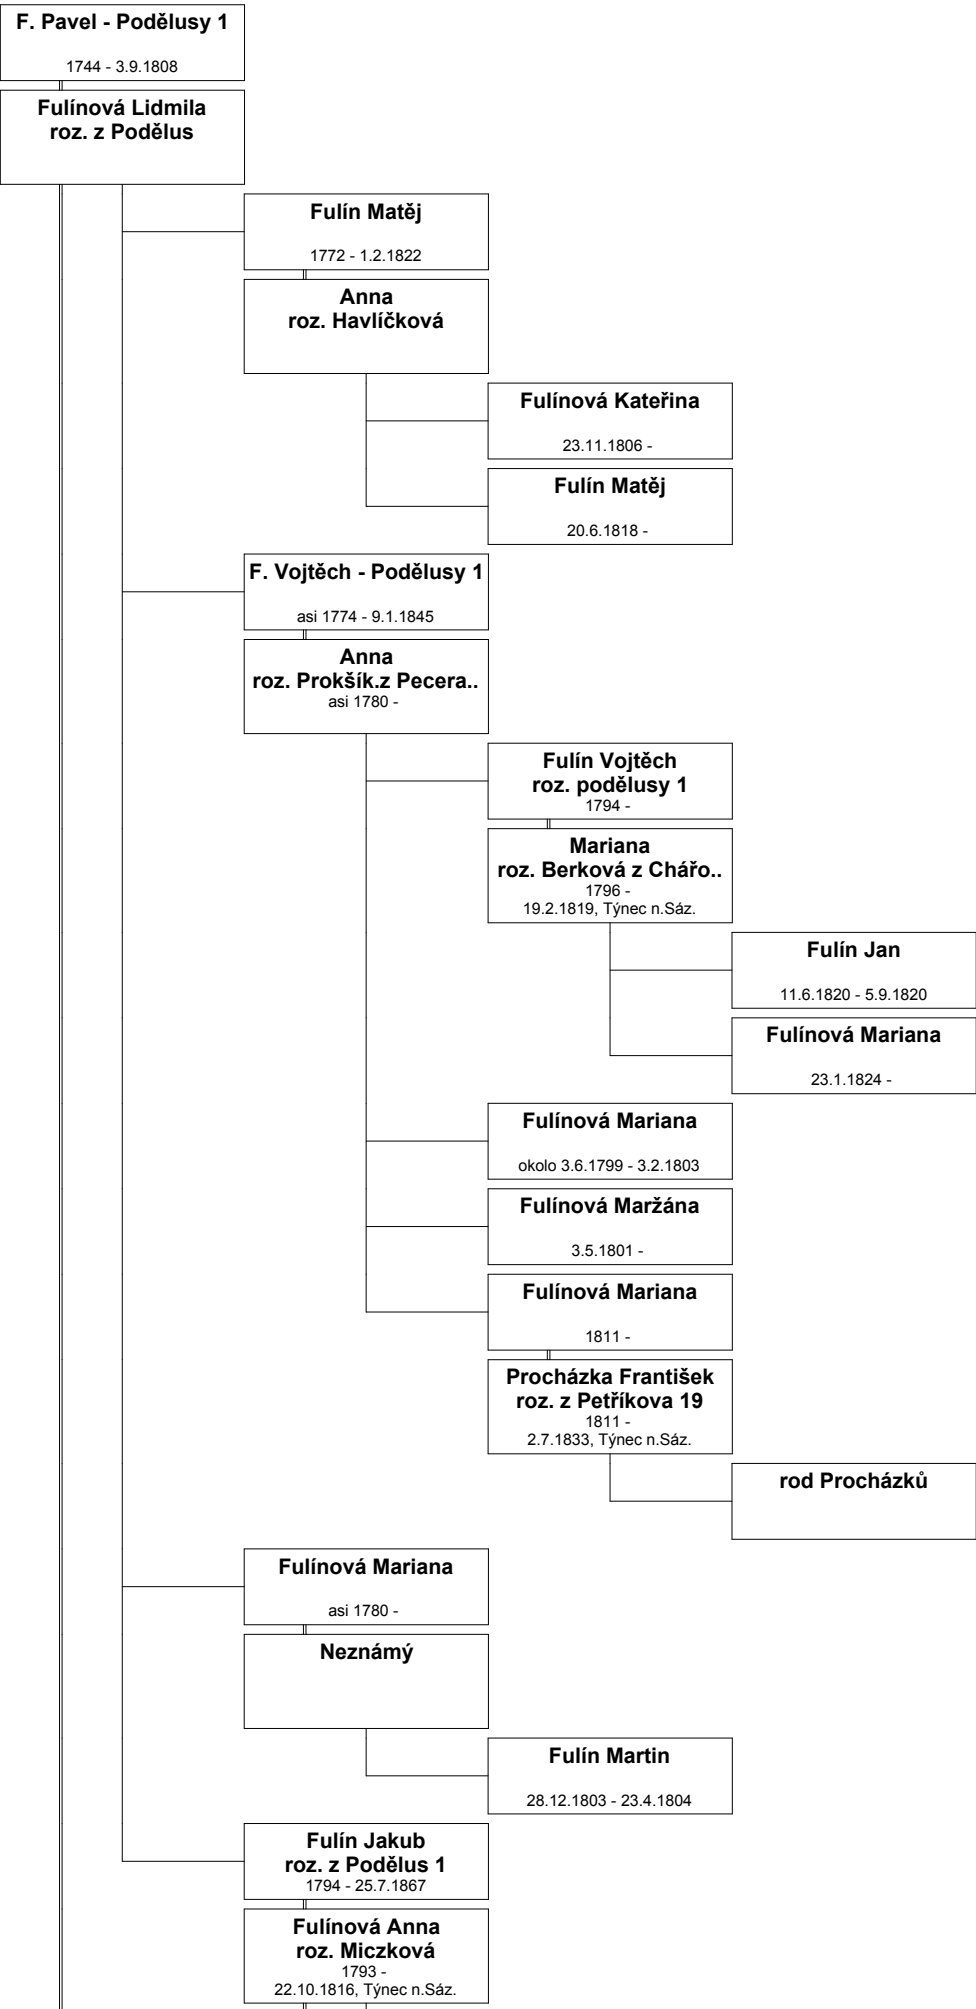 F. Pavel - Podělusy 1
1744 - 3.9.1808
Fulínová Lidmila
roz. z Podělus
Fulín Matěj
1772 - 1.2.1822
Anna
roz. Havlíčková
Fulínová Kateřina
23.11.1806 -
Fulín Matěj
20.6.1818 -
F. Vojtěch - Podělusy 1
asi 1774 - 9.1.1845
Anna
roz. Prokšík.z Pecera..
asi 1780 -
Fulín Vojtěch
roz. podělusy 1
1794 -
Mariana
roz. Berková z Chářo..
1796 -
19.2.1819, Týnec n.Sáz.
Fulín Jan
11.6.1820 - 5.9.1820
Fulínová Mariana
23.1.1824 -
Fulínová Mariana
okolo 3.6.1799 - 3.2.1803
Fulínová Maržána
3.5.1801 -
Fulínová Mariana
1811 -
Procházka František
roz. z Petříkova 19
1811 -
2.7.1833, Týnec n.Sáz.
rod Procházků
Fulínová Mariana
asi 1780 -
Neznámý
Fulín Martin
28.12.1803 - 23.4.1804
Fulín Jakub
roz. z Podělus 1
1794 - 25.7.1867
Fulínová Anna
roz. Miczková
1793 -
22.10.1816, Týnec n.Sáz.